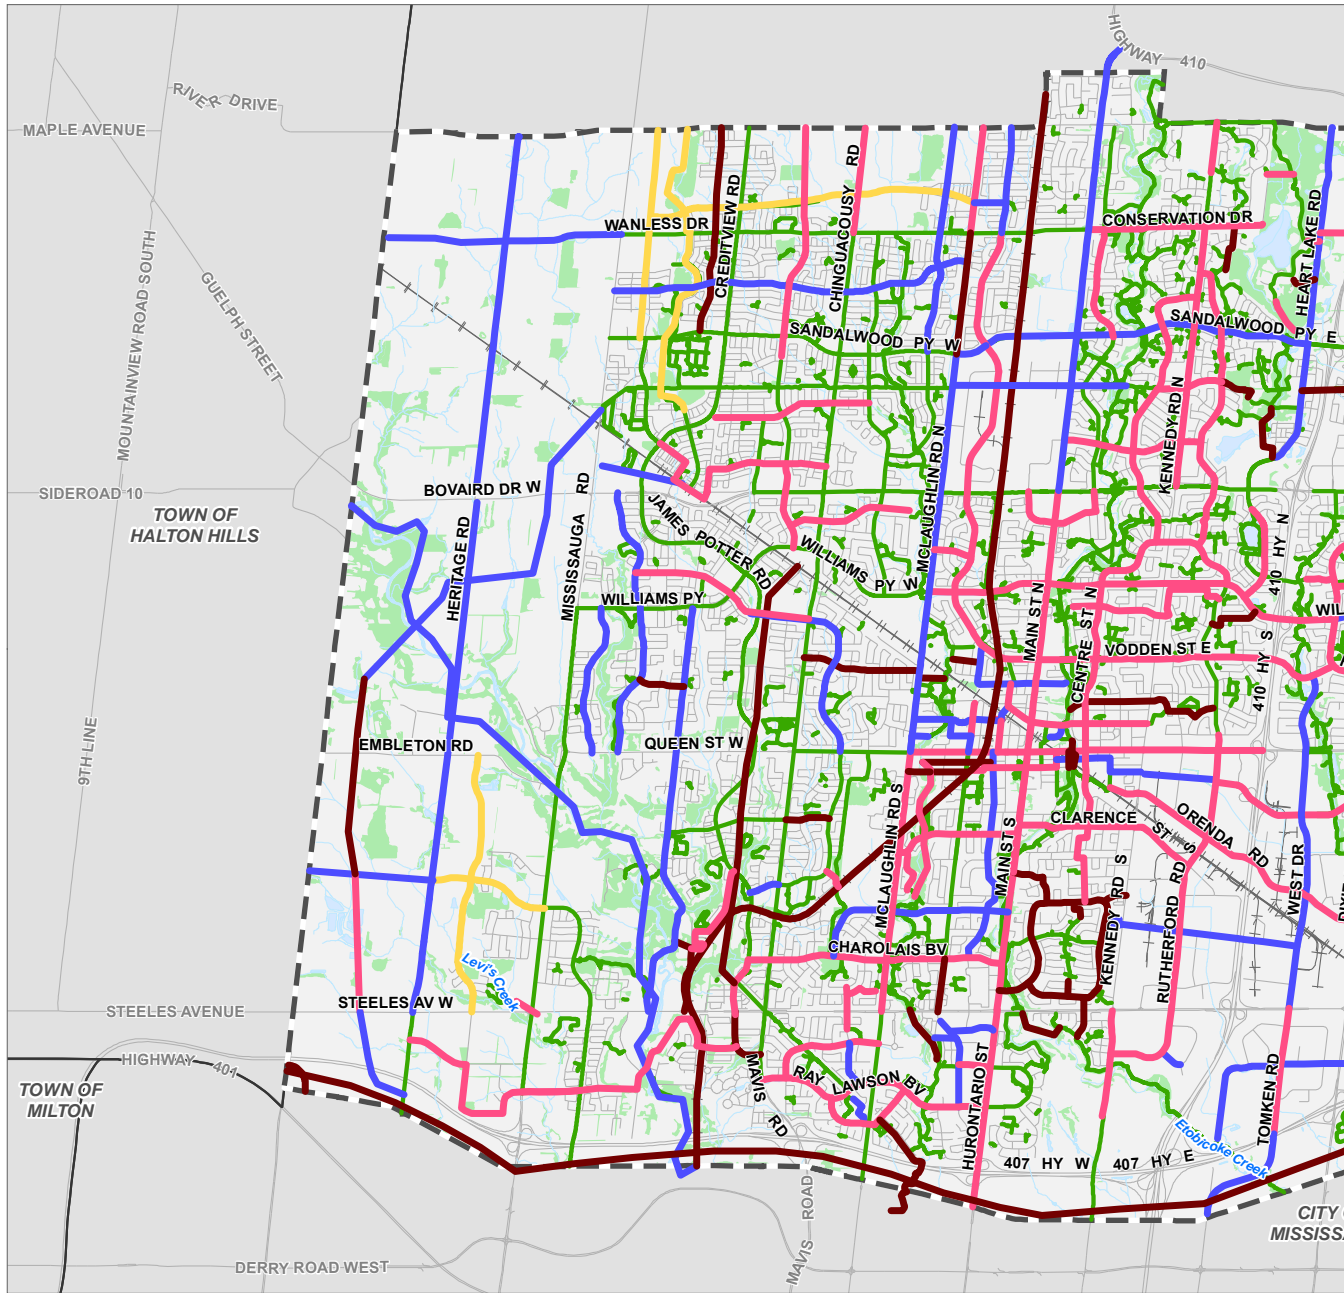 HIGHWAY 410
RIVER DRIVE
MAPLE AVENUE
MOUNTAINVIEW ROAD SOUTH
GUELPH STREET
WANLESS DR
CREDITVIEW RD
CHINGUACOUSY RD
CONSERVATION DR
HEART LAKE RD
SANDALWOOD PY W
SANDALWOOD PY E
KENNEDY RD N
MCLAUGHLIN RD N
SIDEROAD 10
BOVAIRD DR W
TOWN OF
HALTON HILLS
HERITAGE RD
MISSISSAUGA RD
JAMES POTTER RD
WILLIAMS PY W
WILLIAMS PY
MAIN ST N
CENTRE ST N
410 HY N
410 HY S
WIL
VODDEN ST E
9TH LINE
EMBLETON RD
QUEEN ST W
MCLAUGHLIN RD S
MAIN ST S
CLARENCE ST S
ORENDA RD
WEST DR
KENNEDY RD S
RUTHERFORD RD S
CHAROLAIS BV
Levi's Creek
STEELES AV W
STEELES AVENUE
HIGHWAY 401
TOWN OF
MILTON
MAVIS RD
RAY LAWSON BV
HURONTARIO ST
TOMKEN RD
Etobicoke Creek
407 HY W
407 HY E
MAVIS ROAD
CITY
MISSISS
DERRY ROAD WEST